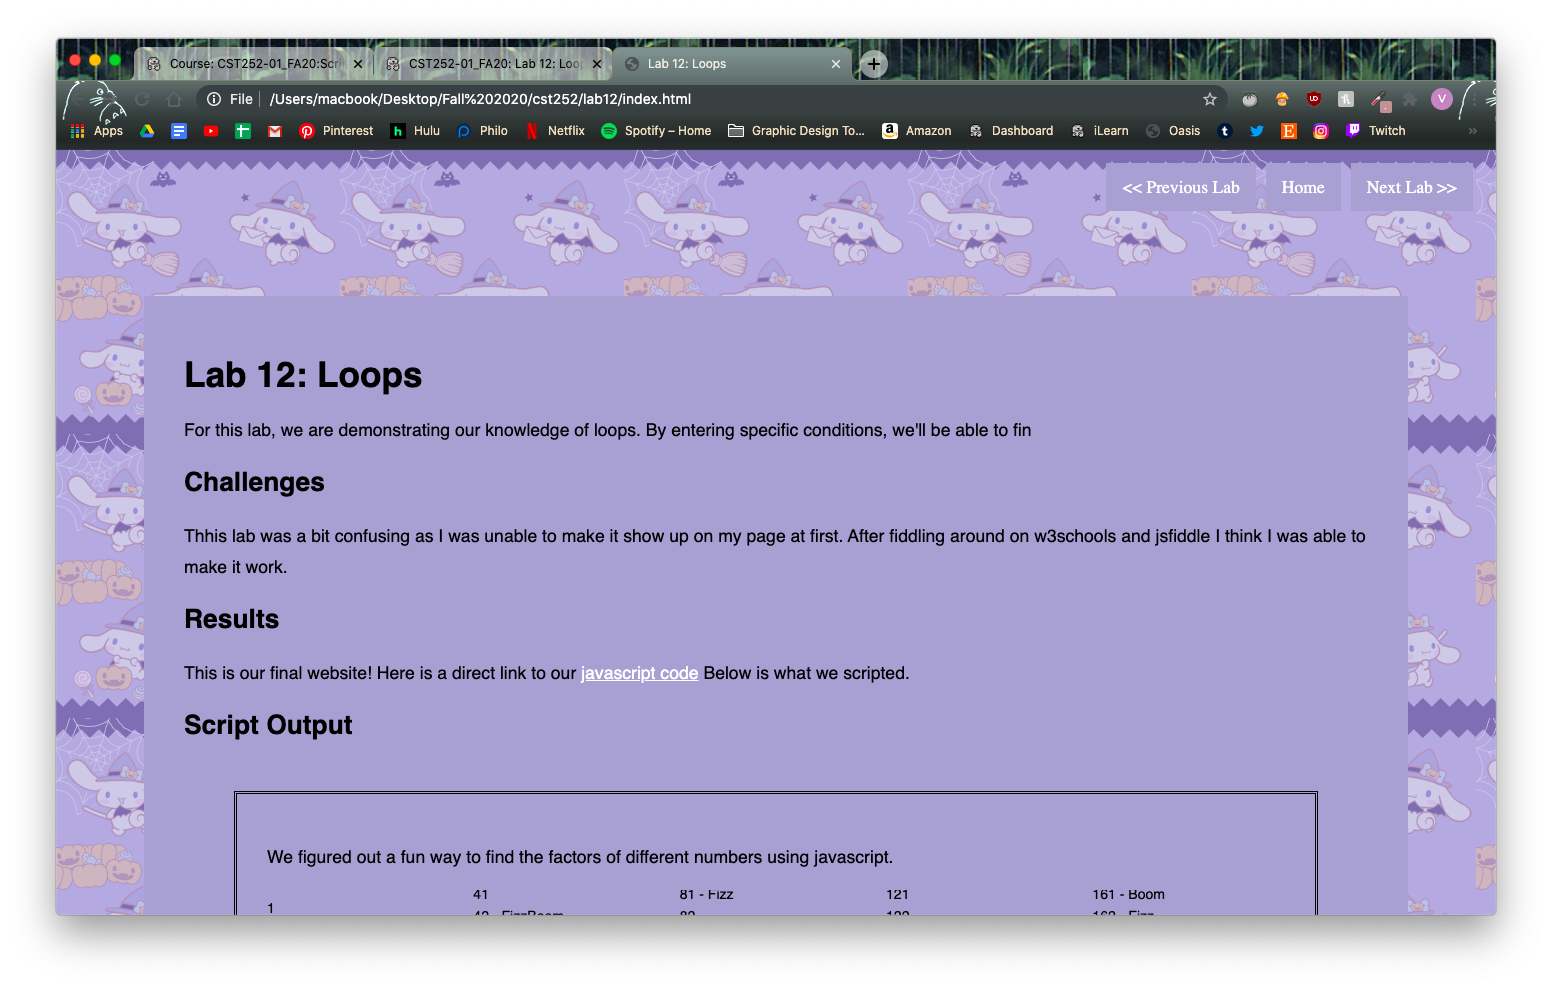 Course: CST252-01_FA20:Scr
CST252-01_FA20: Lab 12: Loo
Lab 12: Loops
File /Users/macbook/Desktop/Fall%202020/cst252/lab12/index.html
Apps Pinterest Hulu Philo Netflix Spotify – Home Graphic Design To... Amazon Dashboard iLearn Oasis Twitch
<< Previous Lab Home Next Lab >>
Lab 12: Loops
For this lab, we are demonstrating our knowledge of loops. By entering specific conditions, we'll be able to fin
Challenges
Thhis lab was a bit confusing as I was unable to make it show up on my page at first. After fiddling around on w3schools and jsfiddle I think I was able to
make it work.
Results
This is our final website! Here is a direct link to our javascript code Below is what we scripted.
Script Output
We figured out a fun way to find the factors of different numbers using javascript.
41 81 - Fizz 121 161 - Boom
1
42 - FizzBoom 82 122 162 - Fizz